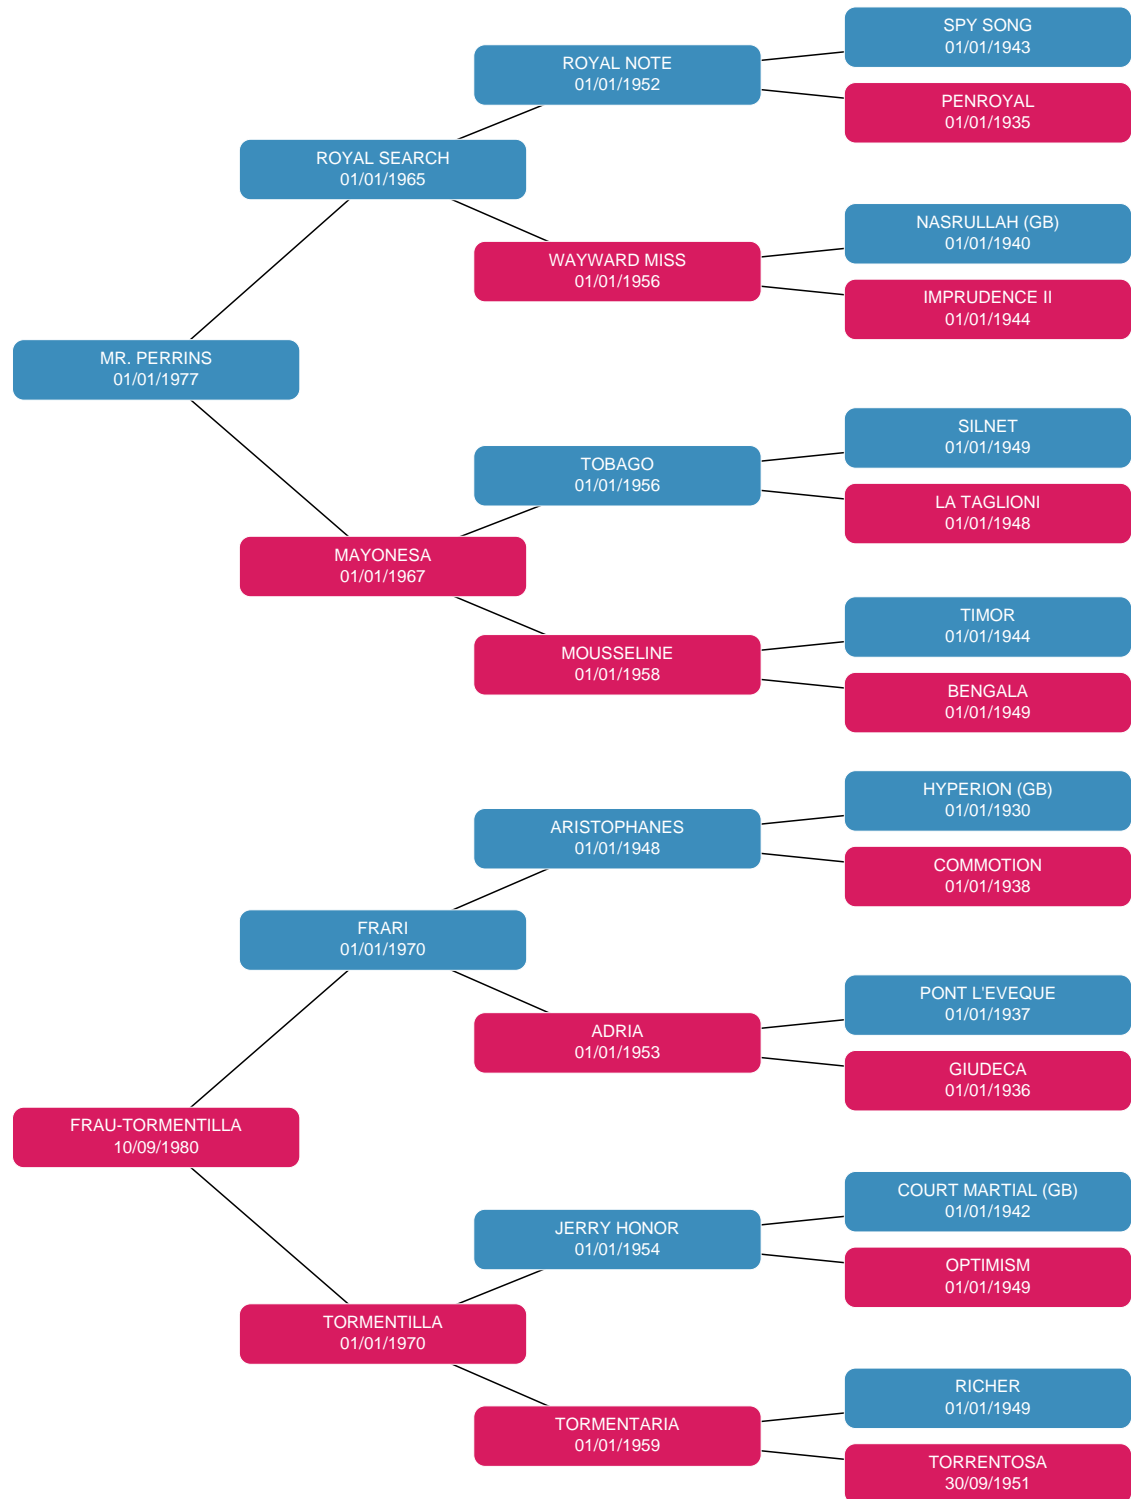 SPY SONG
01/01/1943
ROYAL NOTE
01/01/1952
PENROYAL
01/01/1935
ROYAL SEARCH
01/01/1965
NASRULLAH (GB)
01/01/1940
WAYWARD MISS
01/01/1956
IMPRUDENCE II
01/01/1944
MR. PERRINS
01/01/1977
SILNET
01/01/1949
TOBAGO
01/01/1956
LA TAGLIONI
01/01/1948
MAYONESA
01/01/1967
TIMOR
01/01/1944
MOUSSELINE
01/01/1958
BENGALA
01/01/1949
HYPERION (GB)
01/01/1930
ARISTOPHANES
01/01/1948
COMMOTION
01/01/1938
FRARI
01/01/1970
PONT L'EVEQUE
01/01/1937
ADRIA
01/01/1953
GIUDECA
01/01/1936
FRAU-TORMENTILLA
10/09/1980
COURT MARTIAL (GB)
01/01/1942
JERRY HONOR
01/01/1954
OPTIMISM
01/01/1949
TORMENTILLA
01/01/1970
RICHER
01/01/1949
TORMENTARIA
01/01/1959
TORRENTOSA
30/09/1951